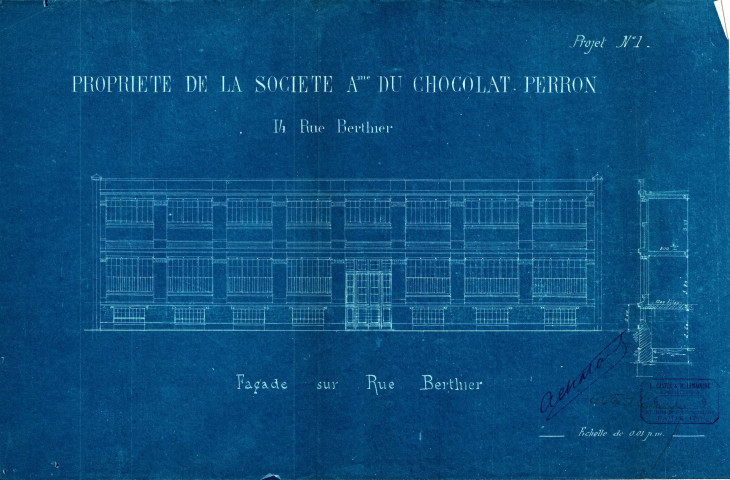 Projet N° 1.
PROPRIETE DE LA SOCIETE Ame DU CHOCOLAT. PERRON
14 Rue Berthier
Façade sur Rue Berthier
Echelle de 0.01 p.m.